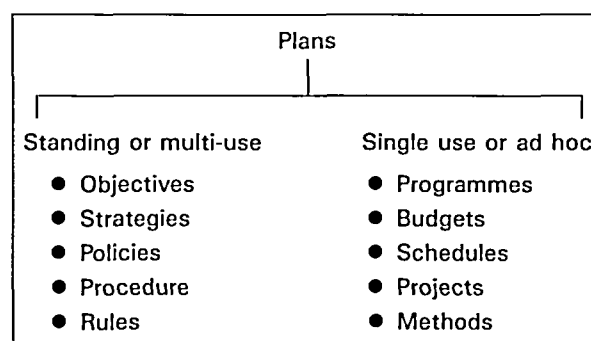 Plans
Standing or multi-use
● Objectives
● Strategies
● Policies
● Procedure
● Rules
Single use or ad hoc
● Programmes
● Budgets
● Schedules
● Projects
● Methods